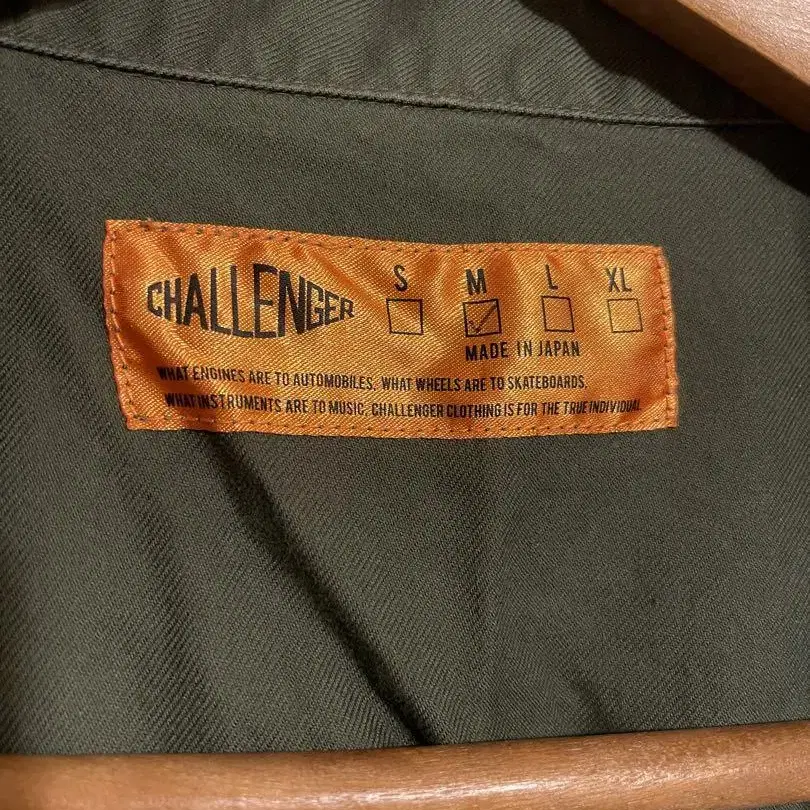 CHALLENGER
S M L XL
MADE IN JAPAN
WHAT ENGINES ARE TO AUTOMOBILES, WHAT WHEELS ARE TO SKATEBOARDS,
WHAT INSTRUMENTS ARE TO MUSIC, CHALLENGER CLOTHING IS FOR THE TRUE INDIVIDUAL